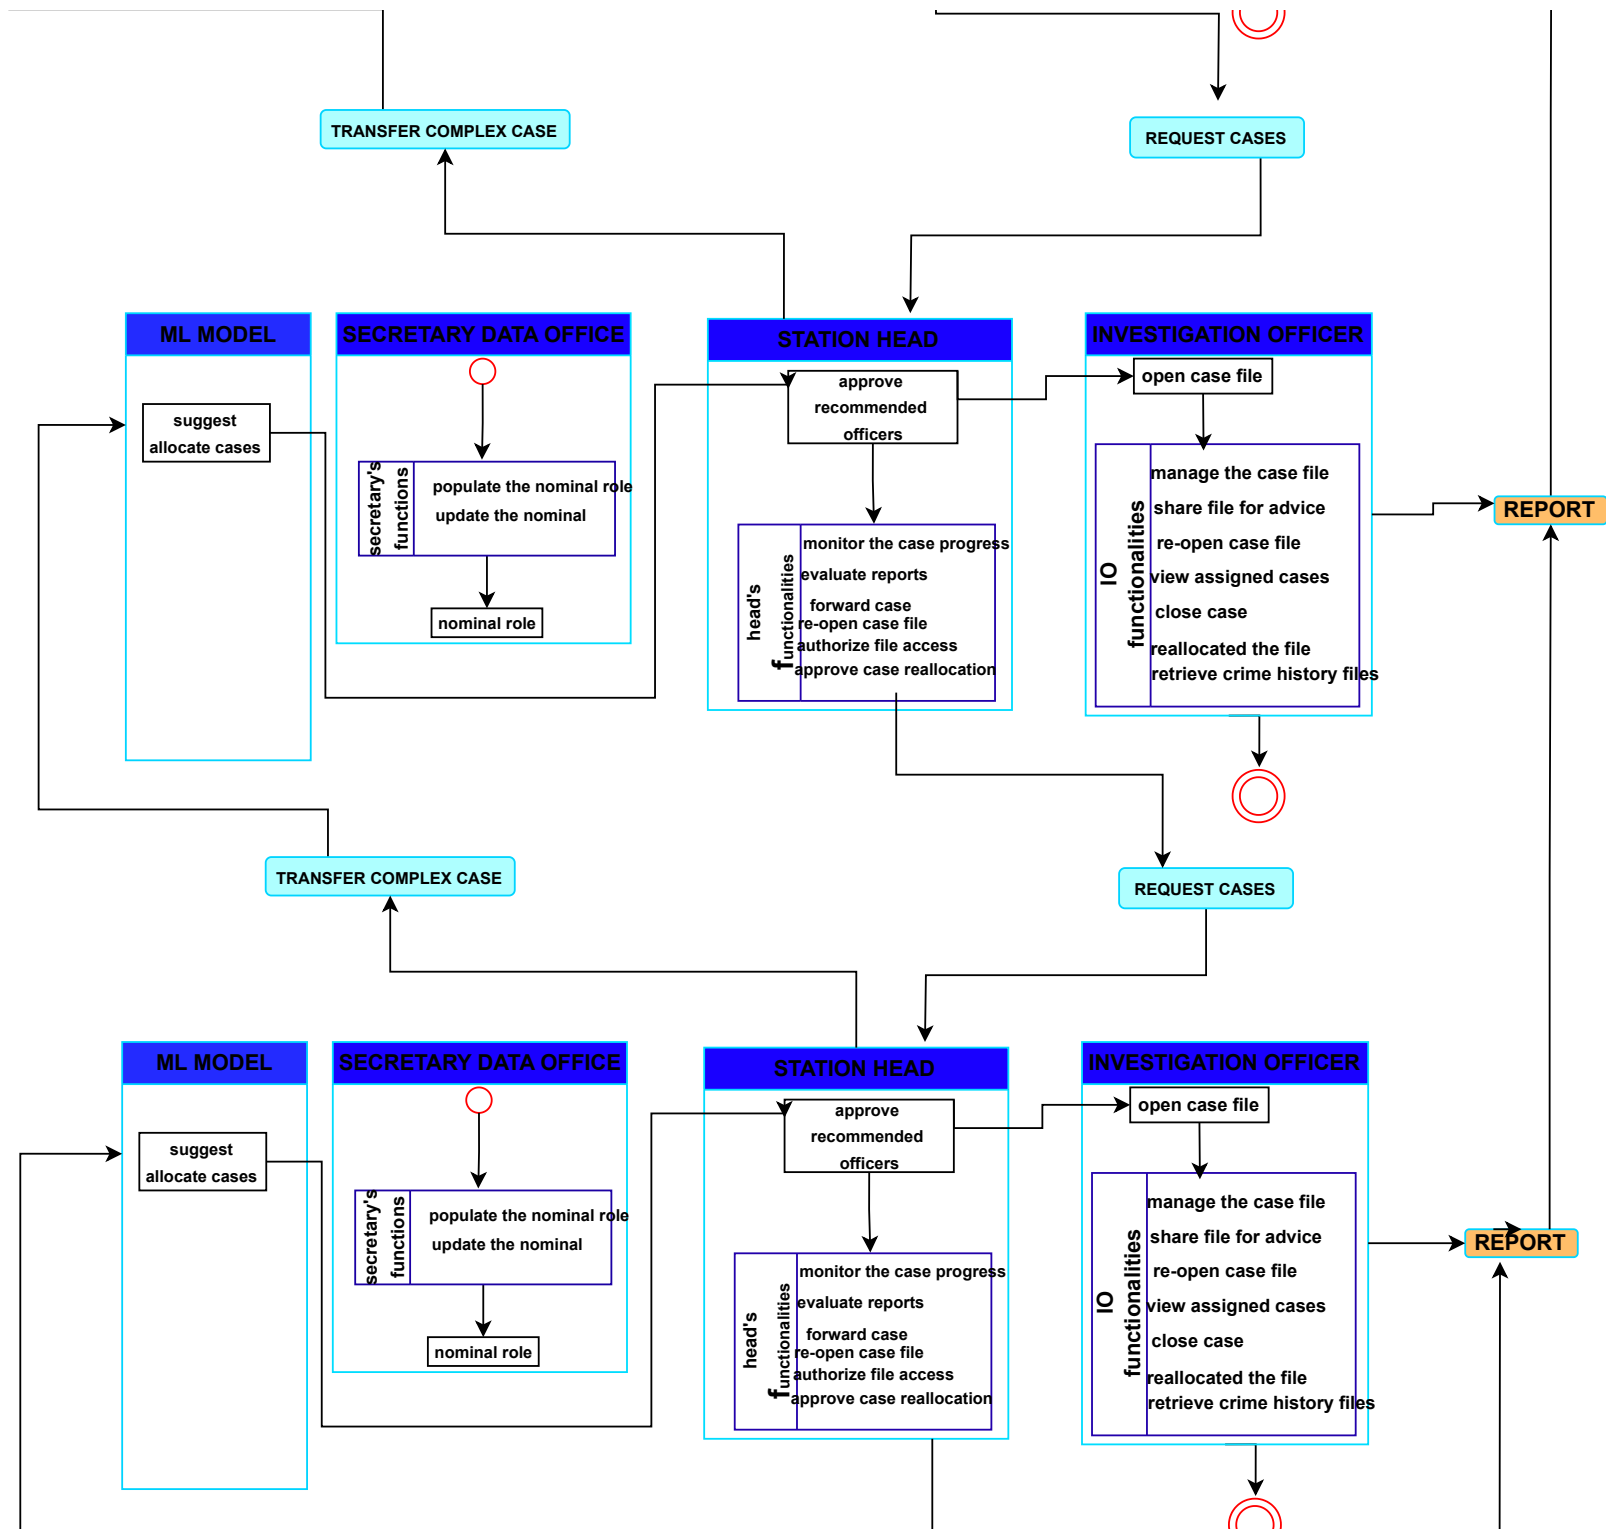 TRANSFER COMPLEX CASE
REQUEST CASES
ML MODEL
suggest
allocate cases
SECRETARY DATA OFFICE
secretary's
functions
populate the nominal role
update the nominal
nominal role
STATION HEAD
approve
recommended
officers
head's
functionalities
monitor the case progress
evaluate reports
forward case
re-open case file
authorize file access
approve case reallocation
INVESTIGATION OFFICER
open case file
IO
functionalities
manage the case file
share file for advice
re-open case file
view assigned cases
close case
reallocated the file
retrieve crime history files
REPORT
TRANSFER COMPLEX CASE
REQUEST CASES
ML MODEL
suggest
allocate cases
SECRETARY DATA OFFICE
secretary's
functions
populate the nominal role
update the nominal
nominal role
STATION HEAD
approve
recommended
officers
head's
functionalities
monitor the case progress
evaluate reports
forward case
re-open case file
authorize file access
approve case reallocation
INVESTIGATION OFFICER
open case file
IO
functionalities
manage the case file
share file for advice
re-open case file
view assigned cases
close case
reallocated the file
retrieve crime history files
REPORT